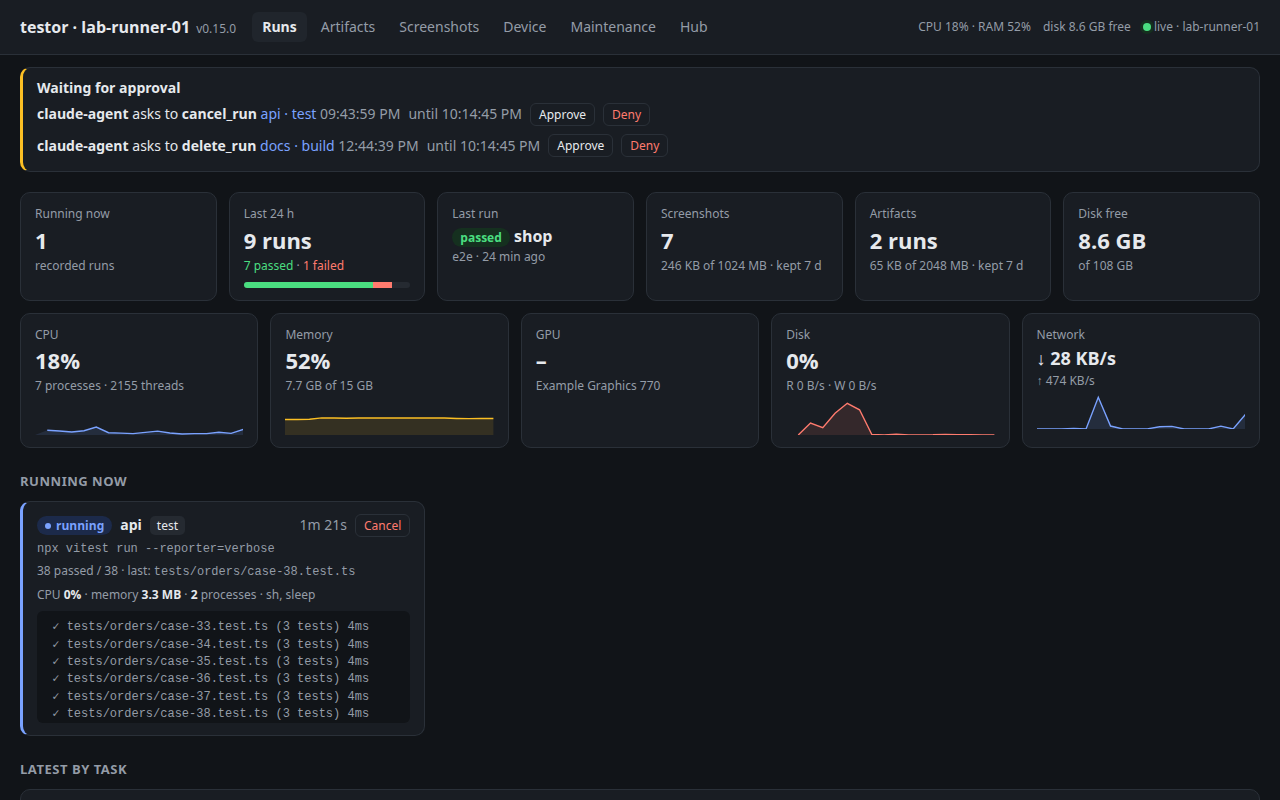 testor · lab-runner-01 v0.15.0 Runs Artifacts Screenshots Device Maintenance Hub CPU 18% · RAM 52% disk 8.6 GB free live · lab-runner-01
Waiting for approval
claude-agent asks to cancel_run api · test 09:43:59 PM until 10:14:45 PM Approve Deny
claude-agent asks to delete_run docs · build 12:44:39 PM until 10:14:45 PM Approve Deny
Running now
1
recorded runs
Last 24 h
9 runs
7 passed · 1 failed
Last run
passed shop
e2e · 24 min ago
Screenshots
7
246 KB of 1024 MB · kept 7 d
Artifacts
2 runs
65 KB of 2048 MB · kept 7 d
Disk free
8.6 GB
of 108 GB
CPU
18%
7 processes · 2155 threads
Memory
52%
7.7 GB of 15 GB
GPU
–
Example Graphics 770
Disk
0%
R 0 B/s · W 0 B/s
Network
↓ 28 KB/s
↑ 474 KB/s
RUNNING NOW
running api test 1m 21s Cancel
npx vitest run --reporter=verbose
38 passed / 38 · last: tests/orders/case-38.test.ts
CPU 0% · memory 3.3 MB · 2 processes · sh, sleep
✓ tests/orders/case-33.test.ts (3 tests) 4ms
✓ tests/orders/case-34.test.ts (3 tests) 4ms
✓ tests/orders/case-35.test.ts (3 tests) 4ms
✓ tests/orders/case-36.test.ts (3 tests) 4ms
✓ tests/orders/case-37.test.ts (3 tests) 4ms
✓ tests/orders/case-38.test.ts (3 tests) 4ms
LATEST BY TASK